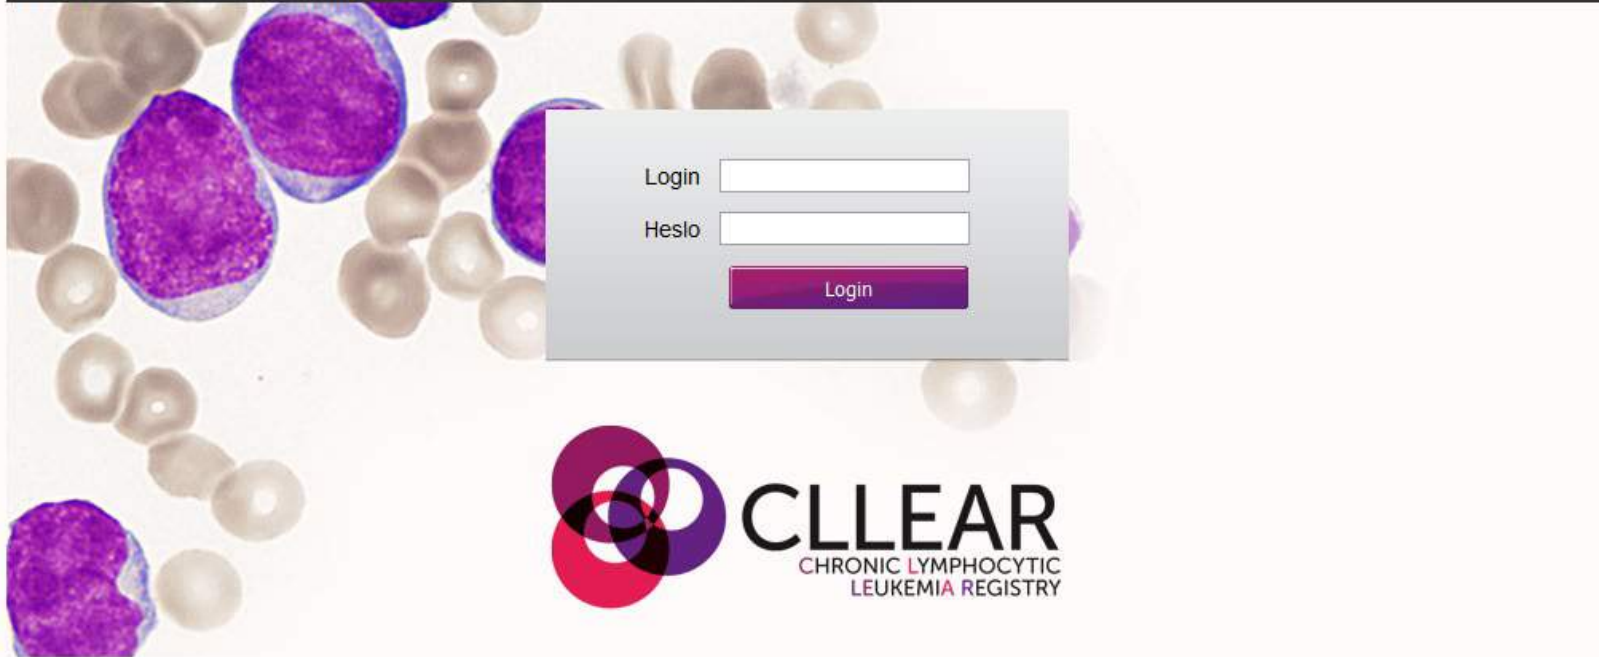 Login
Heslo
Login
CLLEAR
CHRONIC LYMPHOCYTIC
LEUKEMIA REGISTRY